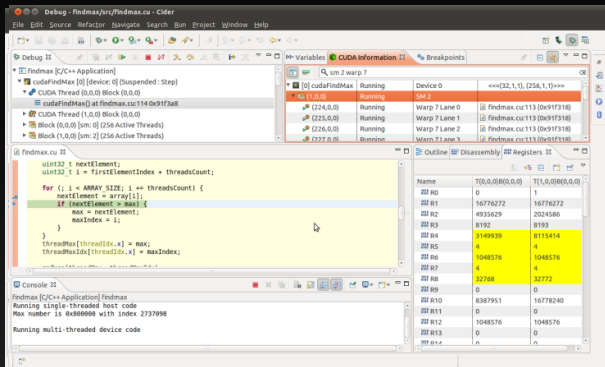 Debug - findmax/src/findmax.cu - Cider
File Edit Source Refactor Navigate Search Run Project Window Help
Debug
findmax [C/C++ Application]
cudaFindMax [0] [device: 0] (Suspended : Step)
CUDA Thread (0,0,0) Block (0,0,0)
cudaFindMax() at findmax.cu:114 0x91f3a8
CUDA Thread (0,0,0) Block (1,0,0)
Block (0,0,0) [sm: 0] (256 Active Threads)
Block (1,0,0) [sm: 2] (256 Active Threads)
Variables CUDA Information Breakpoints
sm 2 warp 7
[0] cudaFindMax Running Device 0 <<<(32,1,1), (256,1,1)>>>
(1,0,0) Running SM 2
(224,0,0) Running Warp 7 Lane 0 findmax.cu:113 (0x91f318)
(225,0,0) Running Warp 7 Lane 1 findmax.cu:113 (0x91f318)
(226,0,0) Running Warp 7 Lane 2 findmax.cu:113 (0x91f318)
(227,0,0) Running Warp 7 Lane 3 findmax.cu:113 (0x91f318)
findmax.cu
uint32_t nextElement;
uint32_t i = firstElementIndex + threadsCount;
for (; i < ARRAY_SIZE; i += threadsCount) {
nextElement = array[i];
if (nextElement > max) {
max = nextElement;
maxIndex = i;
}
}
threadMax[threadIdx.x] = max;
threadMaxIdx[threadIdx.x] = maxIndex;
Outline Disassembly Registers
Name T(0,0,0)B(0,0,0) T(1,0,0)B(0,0,0)
R0 0 1
R1 16776272 16776272
R2 4935629 2024586
R3 8192 8193
R4 3149939 8115414
R5 4 4
R6 1048576 1048576
R7 4 4
R8 32768 32772
R9 0 0
R10 8387951 16778240
R11 0 0
R12 1048576 1048576
R13 0 0
R14 0 0
Console
findmax [C/C++ Application] findmax
Running single-threaded host code
Max number is 0x800000 with index 2737098
Running multi-threaded device code